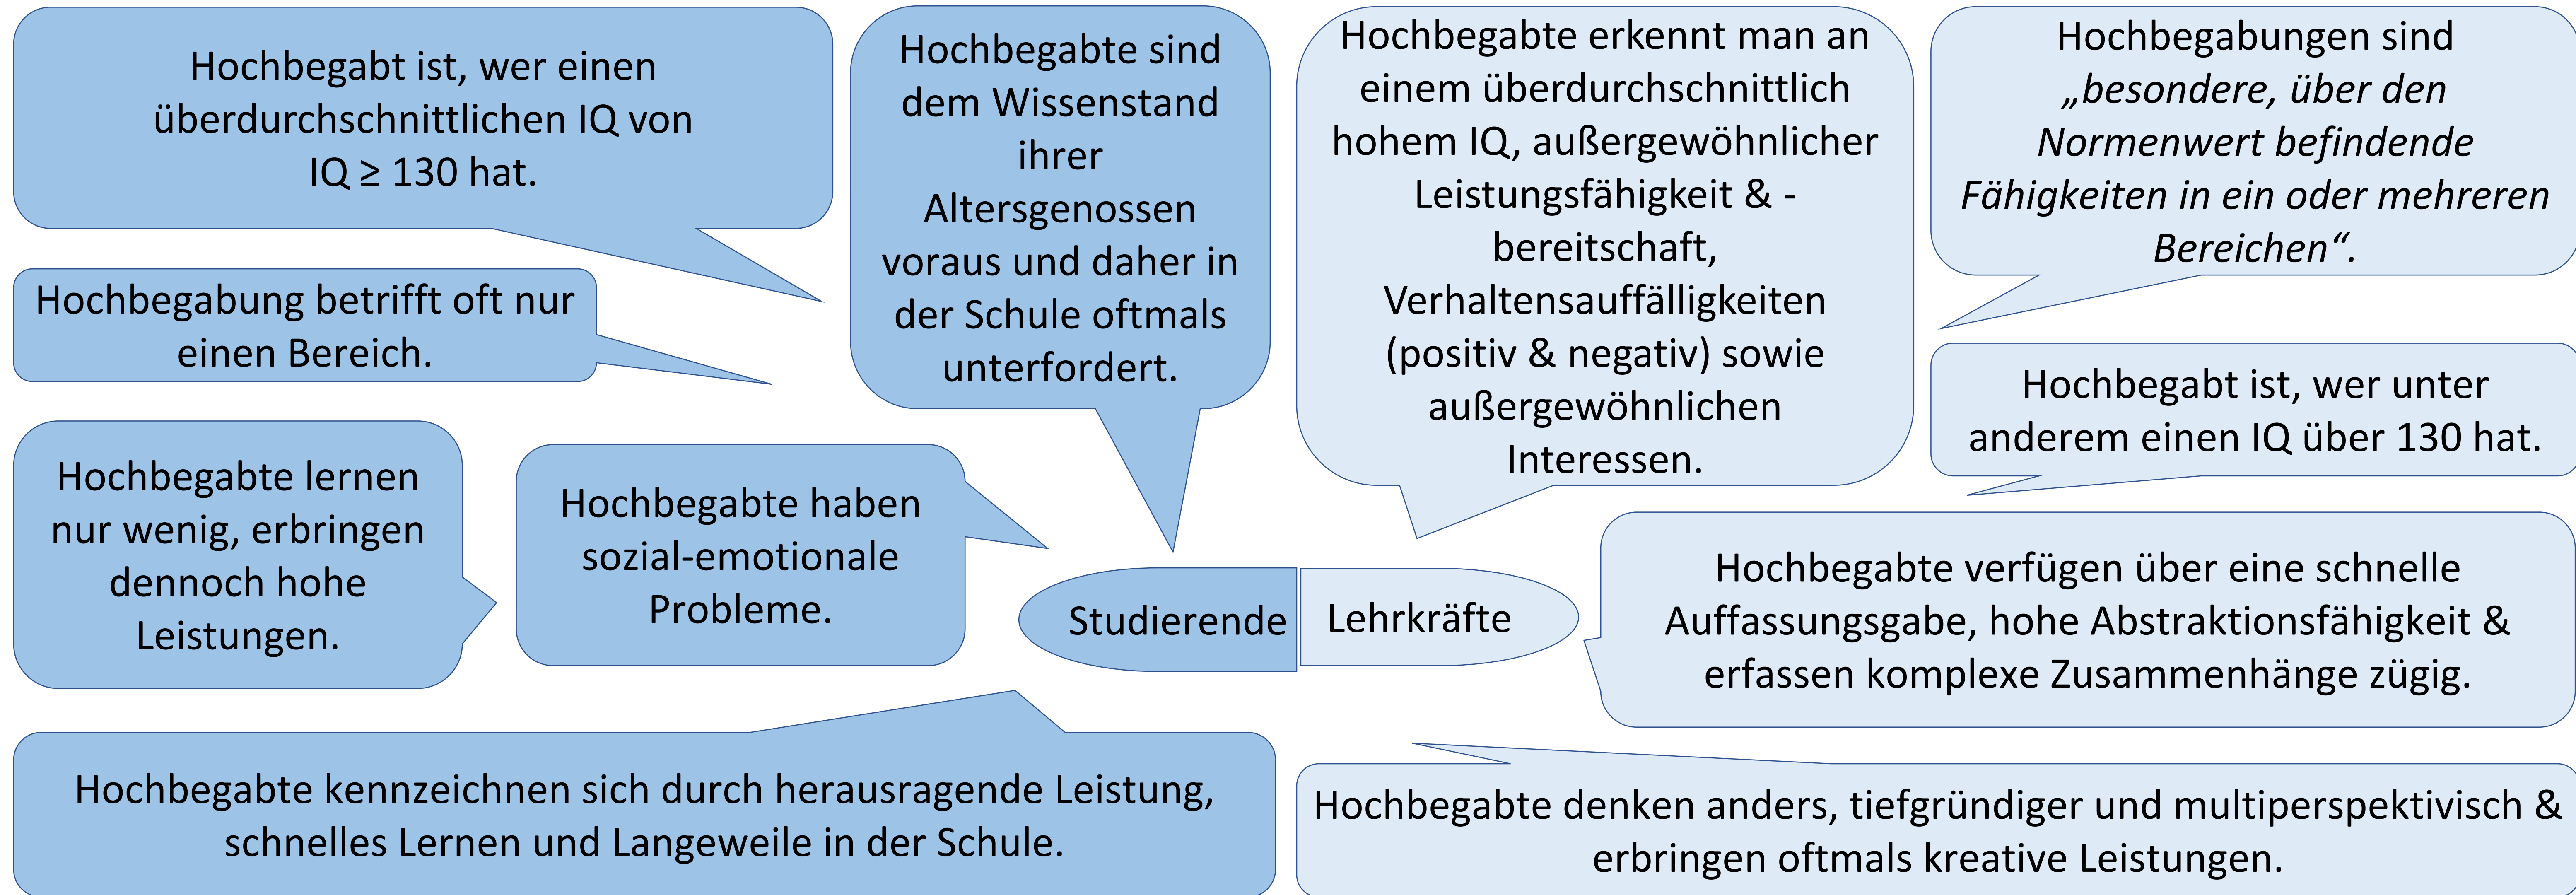 Hochbegabt ist, wer einen
überdurchschnittlichen IQ von
IQ ≥ 130 hat.
Hochbegabung betrifft oft nur
einen Bereich.
Hochbegabte sind
dem Wissenstand
ihrer
Altersgenossen
voraus und daher in
der Schule oftmals
unterfordert.
Hochbegabte lernen
nur wenig, erbringen
dennoch hohe
Leistungen.
Hochbegabte haben
sozial-emotionale
Probleme.
Hochbegabte kennzeichnen sich durch herausragende Leistung,
schnelles Lernen und Langeweile in der Schule.
Studierende
Lehrkräfte
Hochbegabte erkennt man an
einem überdurchschnittlich
hohem IQ, außergewöhnlicher
Leistungsfähigkeit & -
bereitschaft,
Verhaltensauffälligkeiten
(positiv & negativ) sowie
außergewöhnlichen
Interessen.
Hochbegabungen sind
„besondere, über den
Normenwert befindende
Fähigkeiten in ein oder mehreren
Bereichen“.
Hochbegabt ist, wer unter
anderem einen IQ über 130 hat.
Hochbegabte verfügen über eine schnelle
Auffassungsgabe, hohe Abstraktionsfähigkeit &
erfassen komplexe Zusammenhänge zügig.
Hochbegabte denken anders, tiefgründiger und multiperspektivisch &
erbringen oftmals kreative Leistungen.